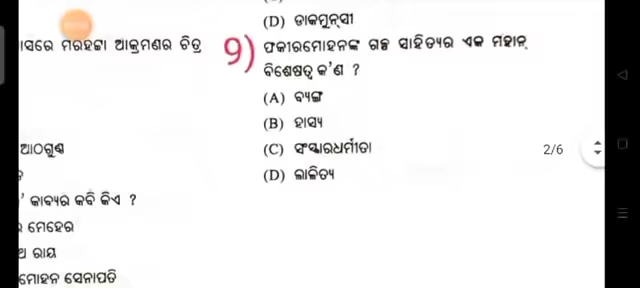 (D) ଡାକମୁନ୍‌ସୀ
ାସରେ ମରହଟ୍ଟା ଆକ୍ରମଣର ଚିତ୍ର
9) ଫକୀରମୋହନଙ୍କ ଗଳ୍ପ ସାହିତ୍ୟର ଏକ ମହାନ୍
ବିଶେଷତ୍ୱ କ'ଣ ?
(A) ବ୍ୟଙ୍ଗ
(B) ହାସ୍ୟ
ଆଠଗୁଣ୍ଠ
(C) ସଂସ୍କାରଧର୍ମୀତା
2/6
(D) ଲାଳିତ୍ୟ
' କାବ୍ୟର କବି କିଏ ?
ମେହେର
ଥ ରାୟ
ମୋହନ ସେନାପତି